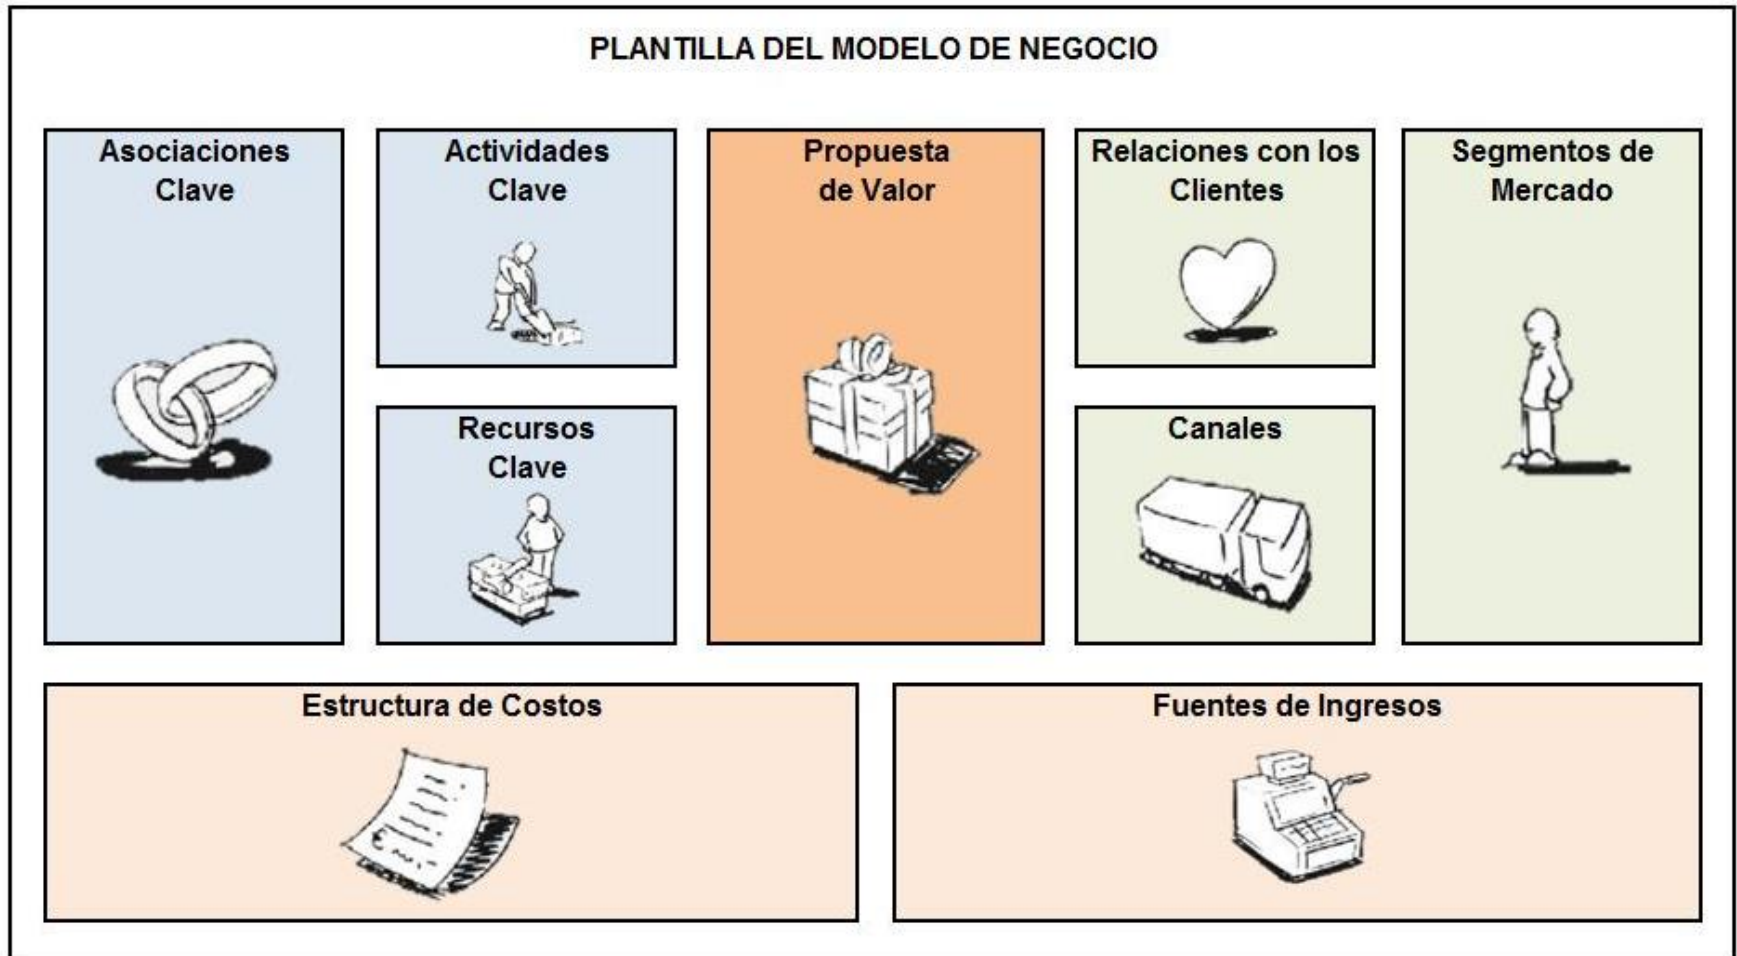 PLANTILLA DEL MODELO DE NEGOCIO
Asociaciones
Clave
Actividades
Clave
Recursos
Clave
Propuesta
de Valor
Relaciones con los
Clientes
Canales
Segmentos de
Mercado
Estructura de Costos
Fuentes de Ingresos